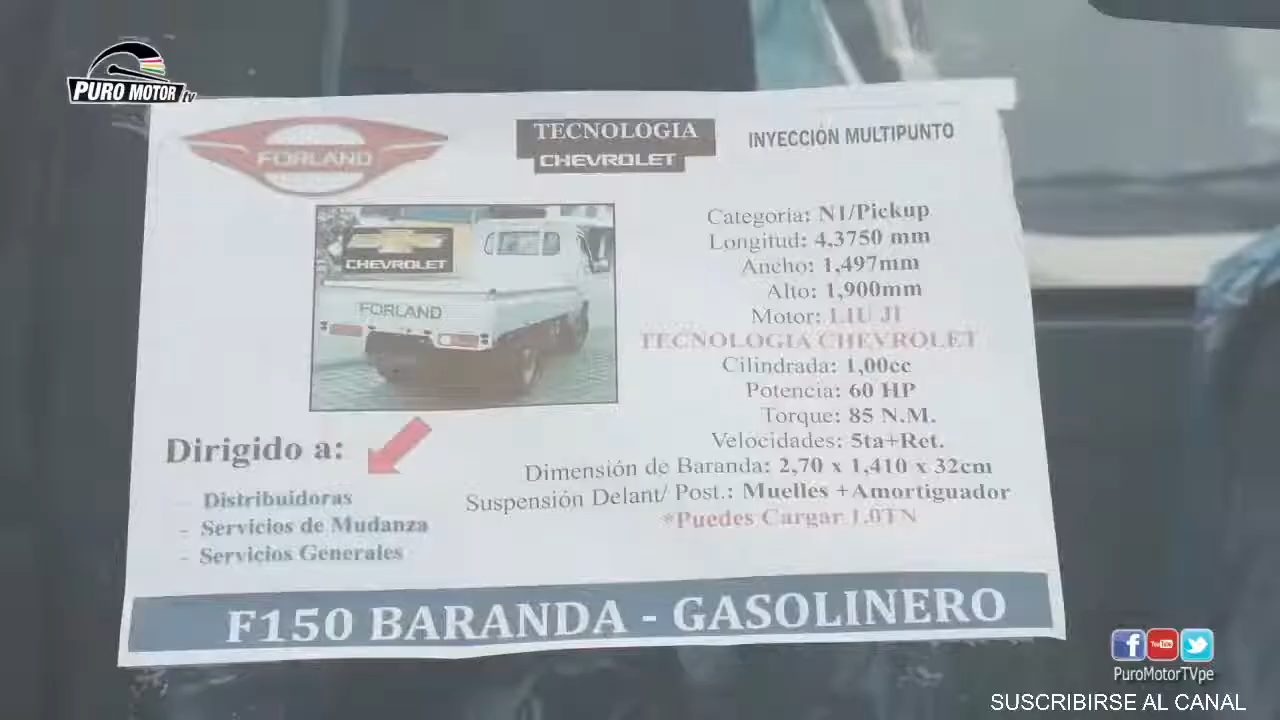 PURO MOTOR tv
FORLAND
TECNOLOGIA
CHEVROLET
INYECCIÓN MULTIPUNTO
CHEVROLET
FORLAND
Categoria: N1/Pickup
Longitud: 4,3750 mm
Ancho: 1,497mm
Alto: 1,900mm
Motor: LIU JI
TECNOLOGIA CHEVROLET
Cilindrada: 1,00cc
Potencia: 60 HP
Torque: 85 N.M.
Velocidades: 5ta+Ret.
Dimensión de Baranda: 2,70 x 1,410 x 32cm
Suspensión Delant/ Post.: Muelles +Amortiguador
*Puedes Cargar 1.0TN
Dirigido a:
- Distribuidoras
- Servicios de Mudanza
- Servicios Generales
F150 BARANDA - GASOLINERO
PuroMotorTVpe
SUSCRIBIRSE AL CANAL